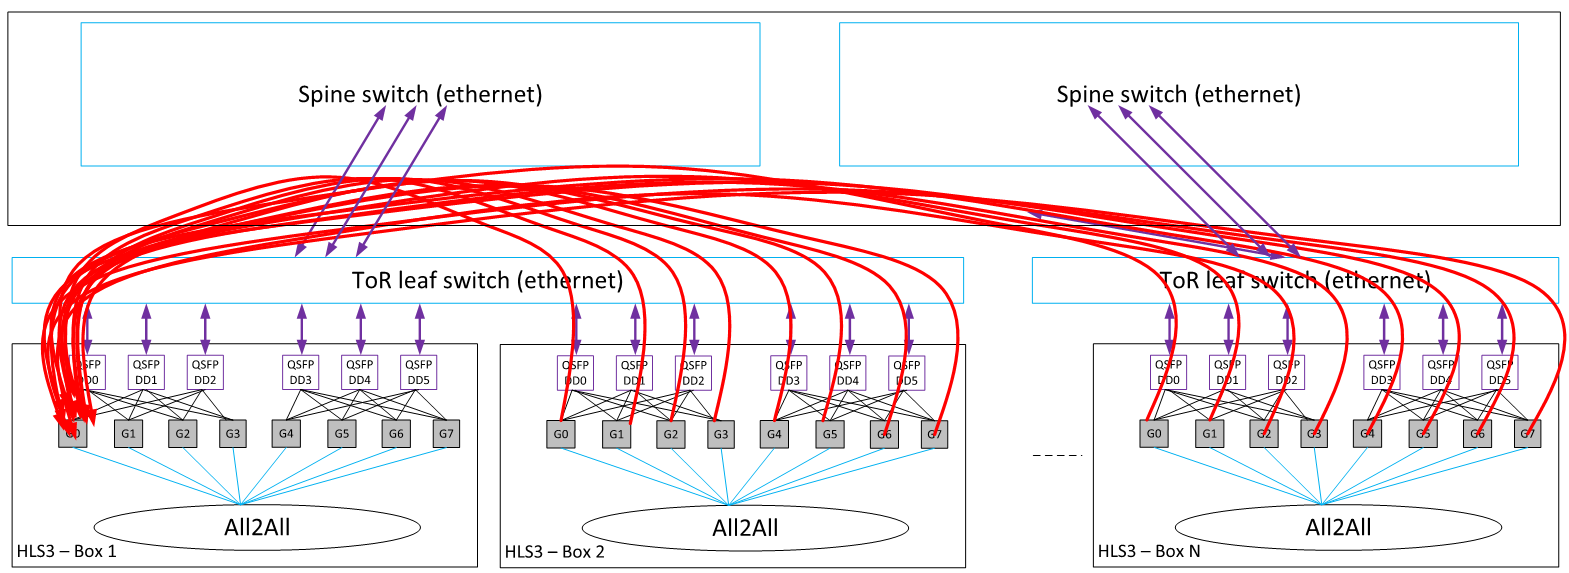 Spine switch (ethernet)
Spine switch (ethernet)
ToR leaf switch (ethernet)
ToR leaf switch (ethernet)
QSFP
DD0
QSFP
DD1
QSFP
DD2
QSFP
DD3
QSFP
DD4
QSFP
DD5
G0
G1
G2
G3
G4
G5
G6
G7
All2All
HLS3 – Box 1
QSFP
DD0
QSFP
DD1
QSFP
DD2
QSFP
DD3
QSFP
DD4
QSFP
DD5
G0
G1
G2
G3
G4
G5
G6
G7
All2All
HLS3 – Box 2
QSFP
DD0
QSFP
DD1
QSFP
DD2
QSFP
DD3
QSFP
DD4
QSFP
DD5
G0
G1
G2
G3
G4
G5
G6
G7
All2All
HLS3 – Box N